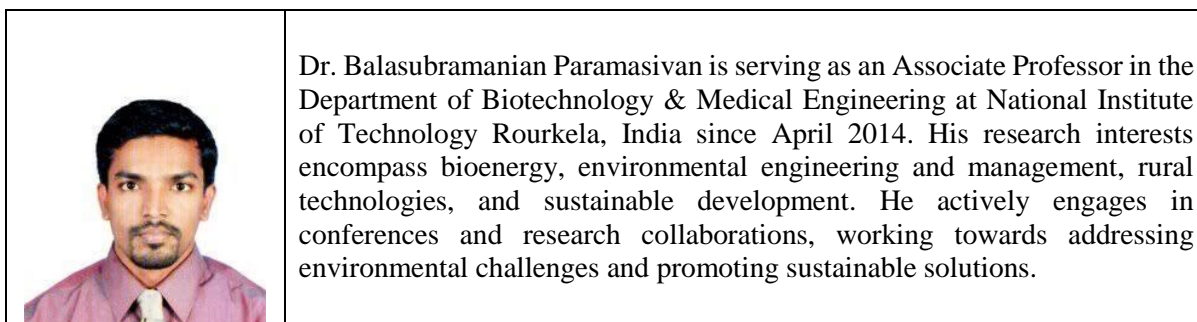 Dr. Balasubramanian Paramasivan is serving as an Associate Professor in the
Department of Biotechnology & Medical Engineering at National Institute
of Technology Rourkela, India since April 2014. His research interests
encompass bioenergy, environmental engineering and management, rural
technologies, and sustainable development. He actively engages in
conferences and research collaborations, working towards addressing
environmental challenges and promoting sustainable solutions.